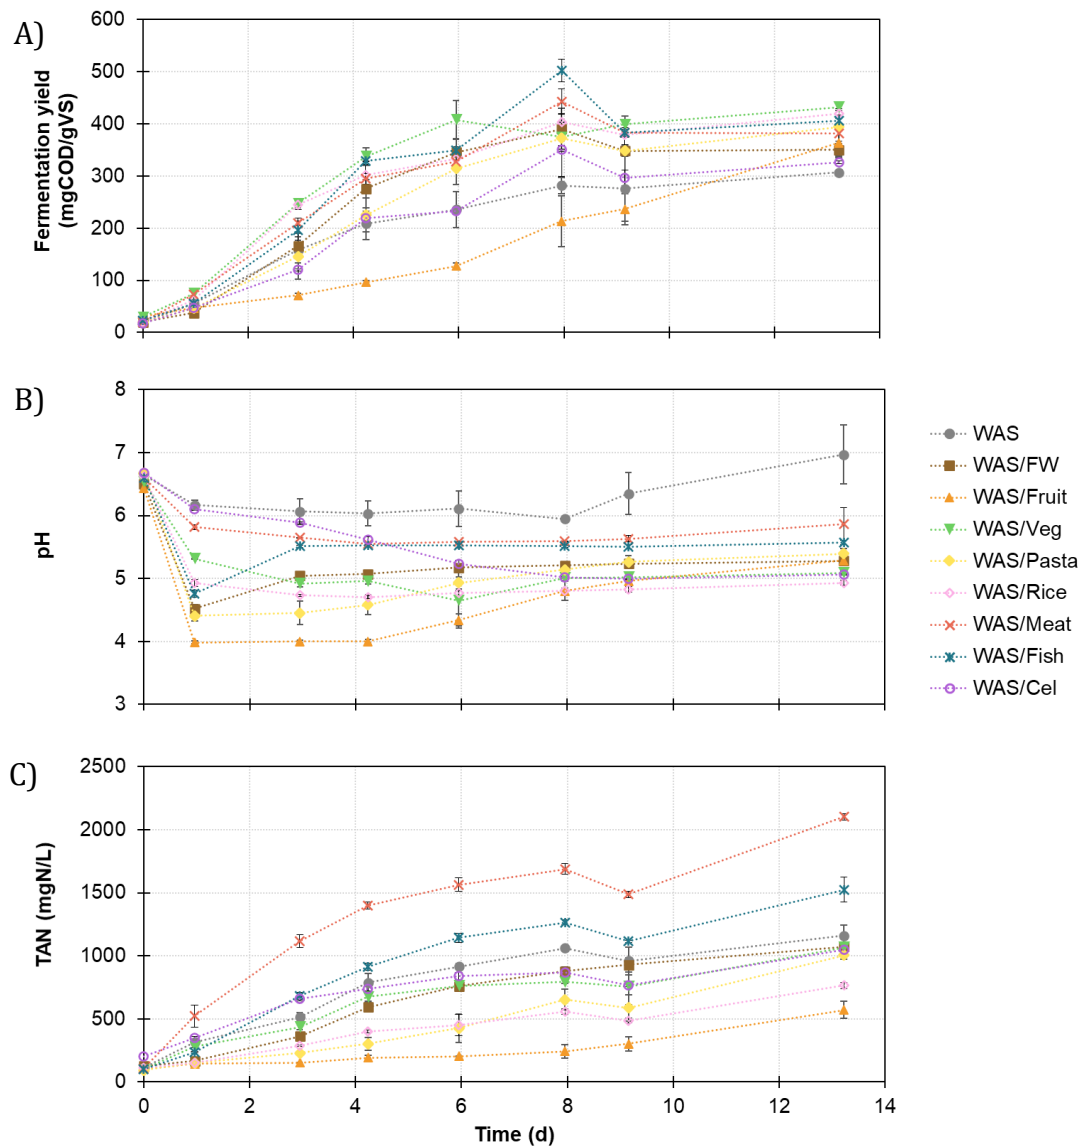 A)
Fermentation yield
(mgCOD/gVS)
600
500
400
300
200
100
0
B)
pH
8
7
6
5
4
3
WAS
WAS/FW
WAS/Fruit
WAS/Veg
WAS/Pasta
WAS/Rice
WAS/Meat
WAS/Fish
WAS/Cel
C)
TAN (mgN/L)
2500
2000
1500
1000
500
0
0 2 4 6 8 10 12 14
Time (d)